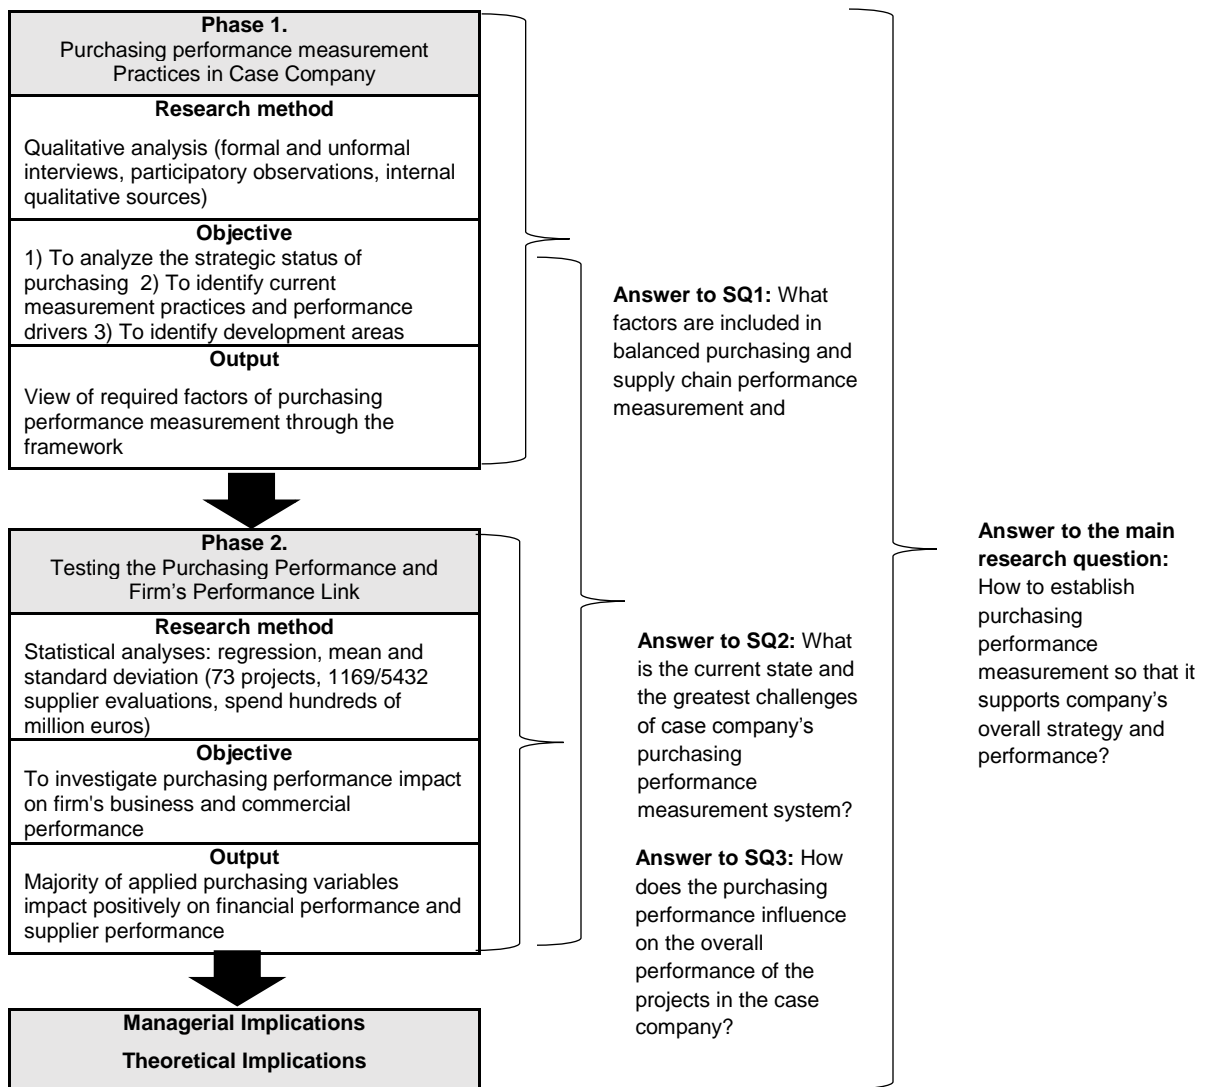 Phase 1.
Purchasing performance measurement
Practices in Case Company
Research method
Qualitative analysis (formal and unformal
interviews, participatory observations, internal
qualitative sources)
Objective
1) To analyze the strategic status of
purchasing  2) To identify current
measurement practices and performance
drivers 3) To identify development areas
Output
View of required factors of purchasing
performance measurement through the
framework
Phase 2.
Testing the Purchasing Performance and
Firm's Performance Link
Research method
Statistical analyses: regression, mean and
standard deviation (73 projects, 1169/5432
supplier evaluations, spend hundreds of
million euros)
Objective
To investigate purchasing performance impact
on firm's business and commercial
performance
Output
Majority of applied purchasing variables
impact positively on financial performance and
supplier performance
Managerial Implications
Theoretical Implications
Answer to SQ1: What
factors are included in
balanced purchasing and
supply chain performance
measurement and
Answer to SQ2: What
is the current state and
the greatest challenges
of case company's
purchasing
performance
measurement system?
Answer to SQ3: How
does the purchasing
performance influence
on the overall
performance of the
projects in the case
company?
Answer to the main
research question:
How to establish
purchasing
performance
measurement so that it
supports company's
overall strategy and
performance?